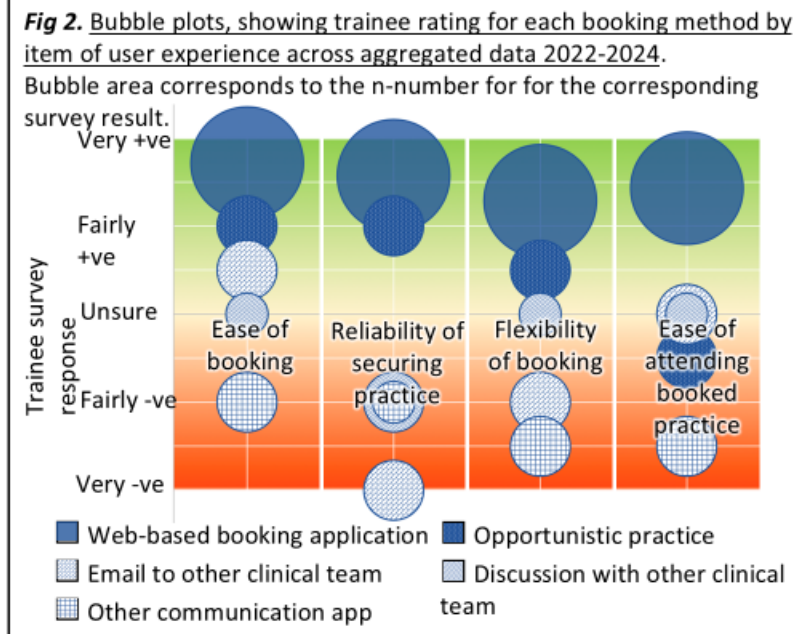 Fig 2. Bubble plots, showing trainee rating for each booking method by
item of user experience across aggregated data 2022-2024.
Bubble area corresponds to the n-number for for the corresponding
survey result.
Very +ve
Fairly
+ve
Unsure
Fairly -ve
Very -ve
Trainee survey
response
Ease of
booking
Reliability of
securing
practice
Flexibility
of booking
Ease of
attending
booked
practice
Web-based booking application
Opportunistic practice
Email to other clinical team
Discussion with other clinical
team
Other communication app